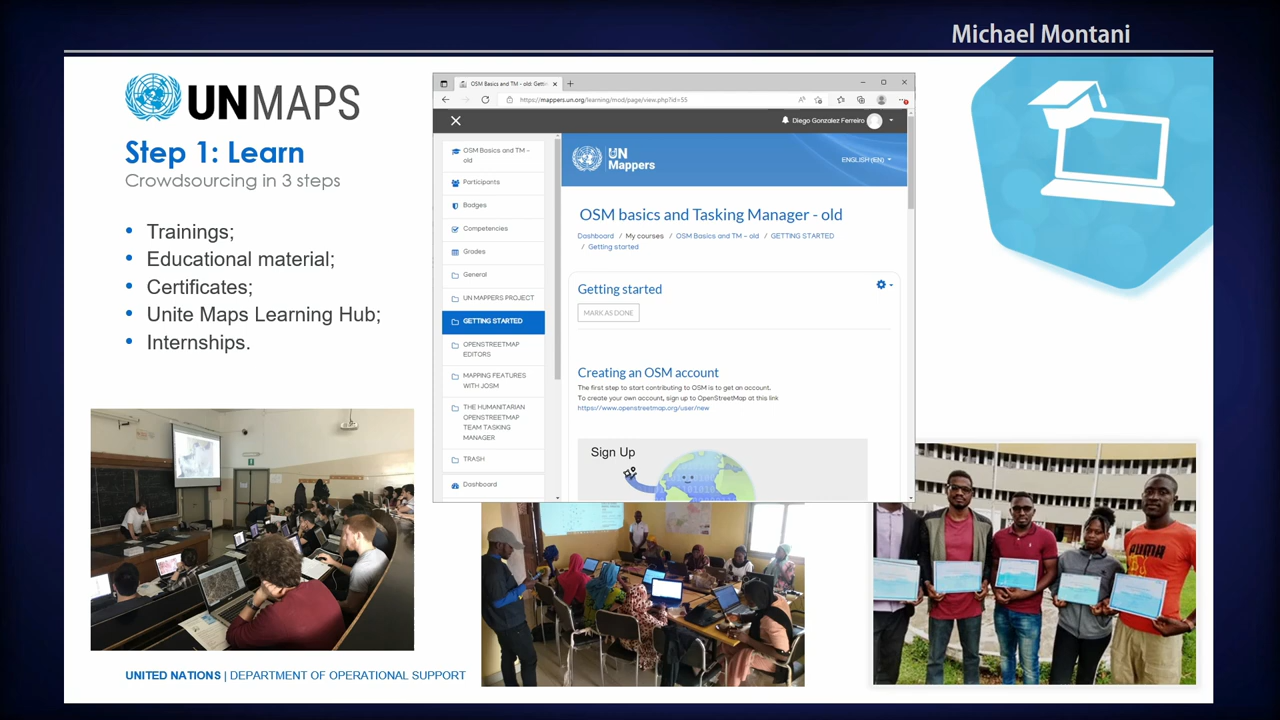 Michael Montani
UNMAPS
Step 1: Learn
Crowdsourcing in 3 steps
• Trainings;
• Educational material;
• Certificates;
• Unite Maps Learning Hub;
• Internships.
OSM Basics and TM - old: Getti
https://mappers.un.org/learning/mod/page/view.php?id=55
Diego Gonzalez Ferreiro
OSM Basics and TM -
old
Participants
Badges
Competencies
Grades
General
UN MAPPERS PROJECT
GETTING STARTED
OPENSTREETMAP
EDITORS
MAPPING FEATURES
WITH JOSM
THE HUMANITARIAN
OPENSTREETMAP
TEAM TASKING
MANAGER
TRASH
Dashboard
UN
Mappers
ENGLISH (EN)
OSM basics and Tasking Manager - old
Dashboard / My courses / OSM Basics and TM - old / GETTING STARTED
/ Getting started
Getting started
MARK AS DONE
Creating an OSM account
The first step to start contributing to OSM is to get an account.
To create your own account, sign up to OpenStreetMap at this link
https://www.openstreetmap.org/user/new
Sign Up
PUMA
UNITED NATIONS | DEPARTMENT OF OPERATIONAL SUPPORT